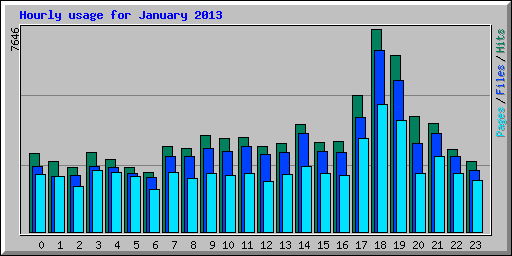 Hourly usage for January 2013
7646
Pages/Files/Hits
0 1 2 3 4 5 6 7 8 9 10 11 12 13 14 15 16 17 18 19 20 21 22 23